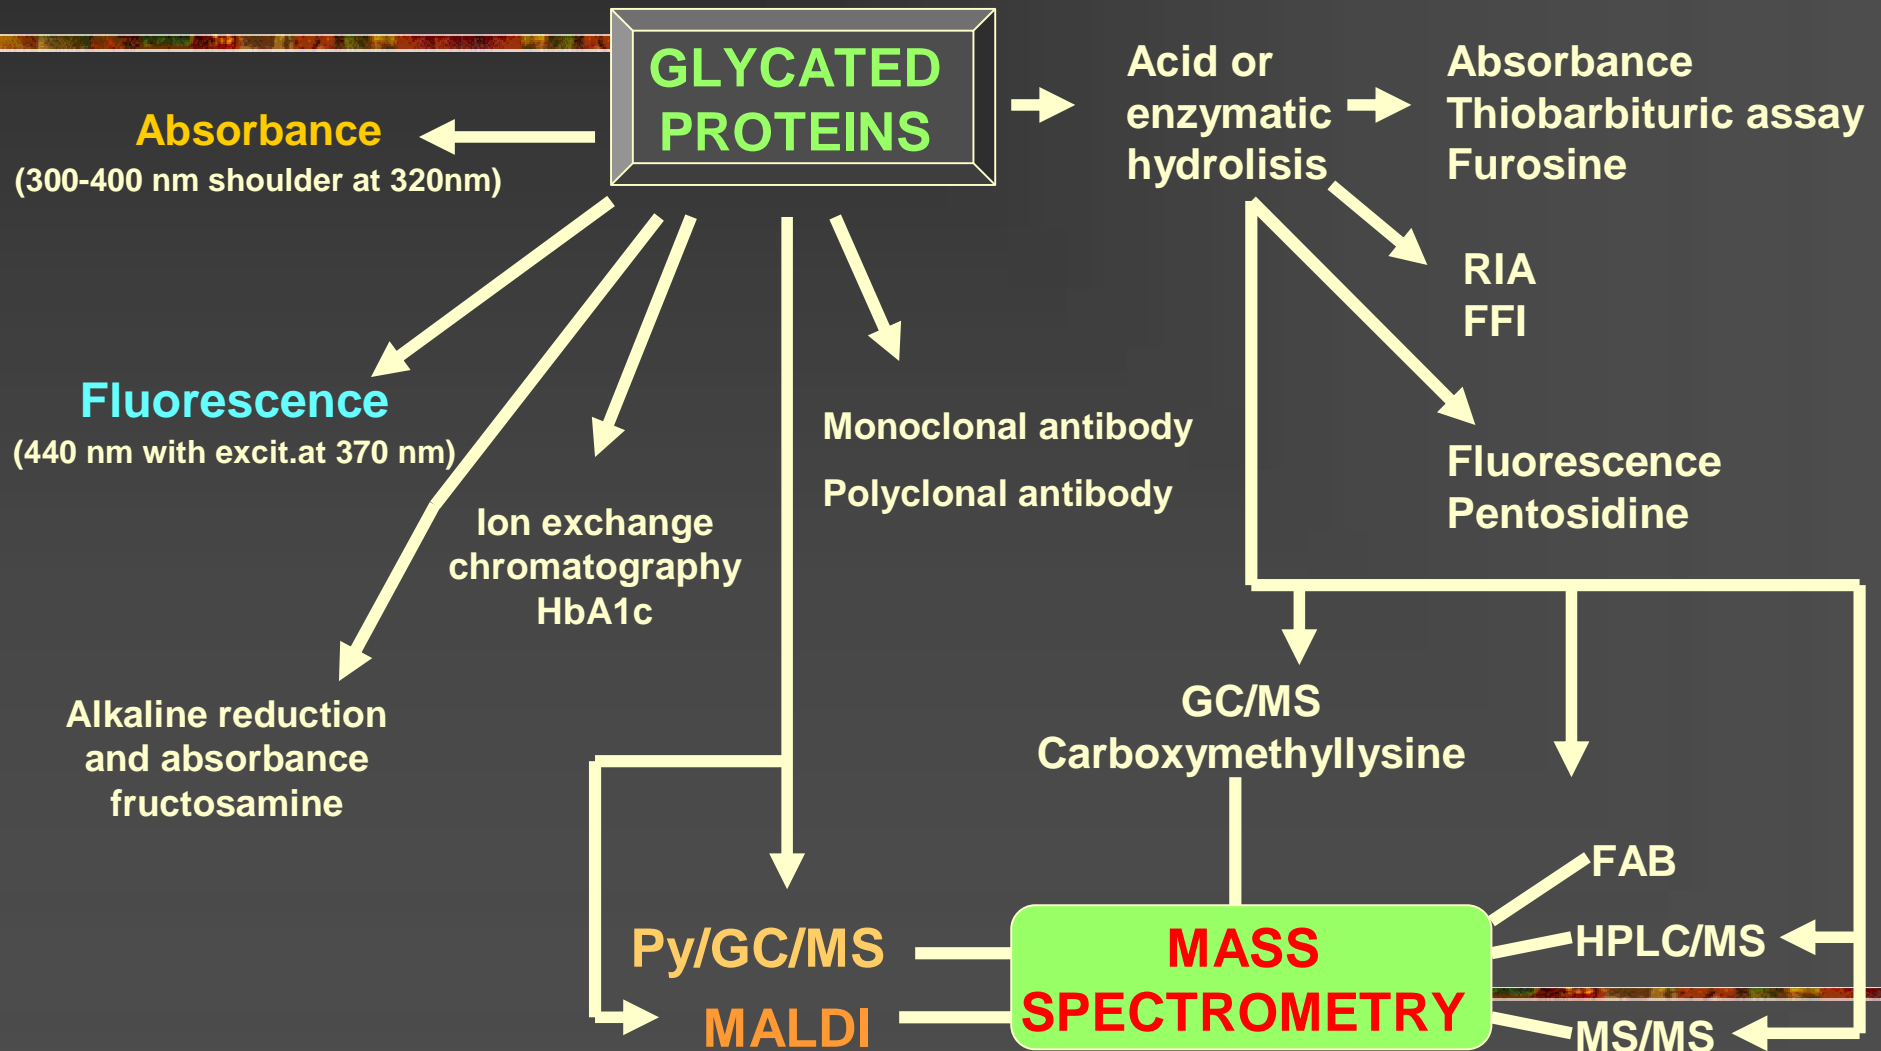 GLYCATED
PROTEINS
Absorbance
(300-400 nm shoulder at 320nm)
Fluorescence
(440 nm with excit.at 370 nm)
Alkaline reduction
and absorbance
fructosamine
Ion exchange
chromatography
HbA1c
Monoclonal antibody
Polyclonal antibody
Acid or
enzymatic
hydrolisis
Absorbance
Thiobarbituric assay
Furosine
RIA
FFI
Fluorescence
Pentosidine
GC/MS
Carboxymethyllysine
Py/GC/MS
MALDI
MASS
SPECTROMETRY
FAB
HPLC/MS
MS/MS